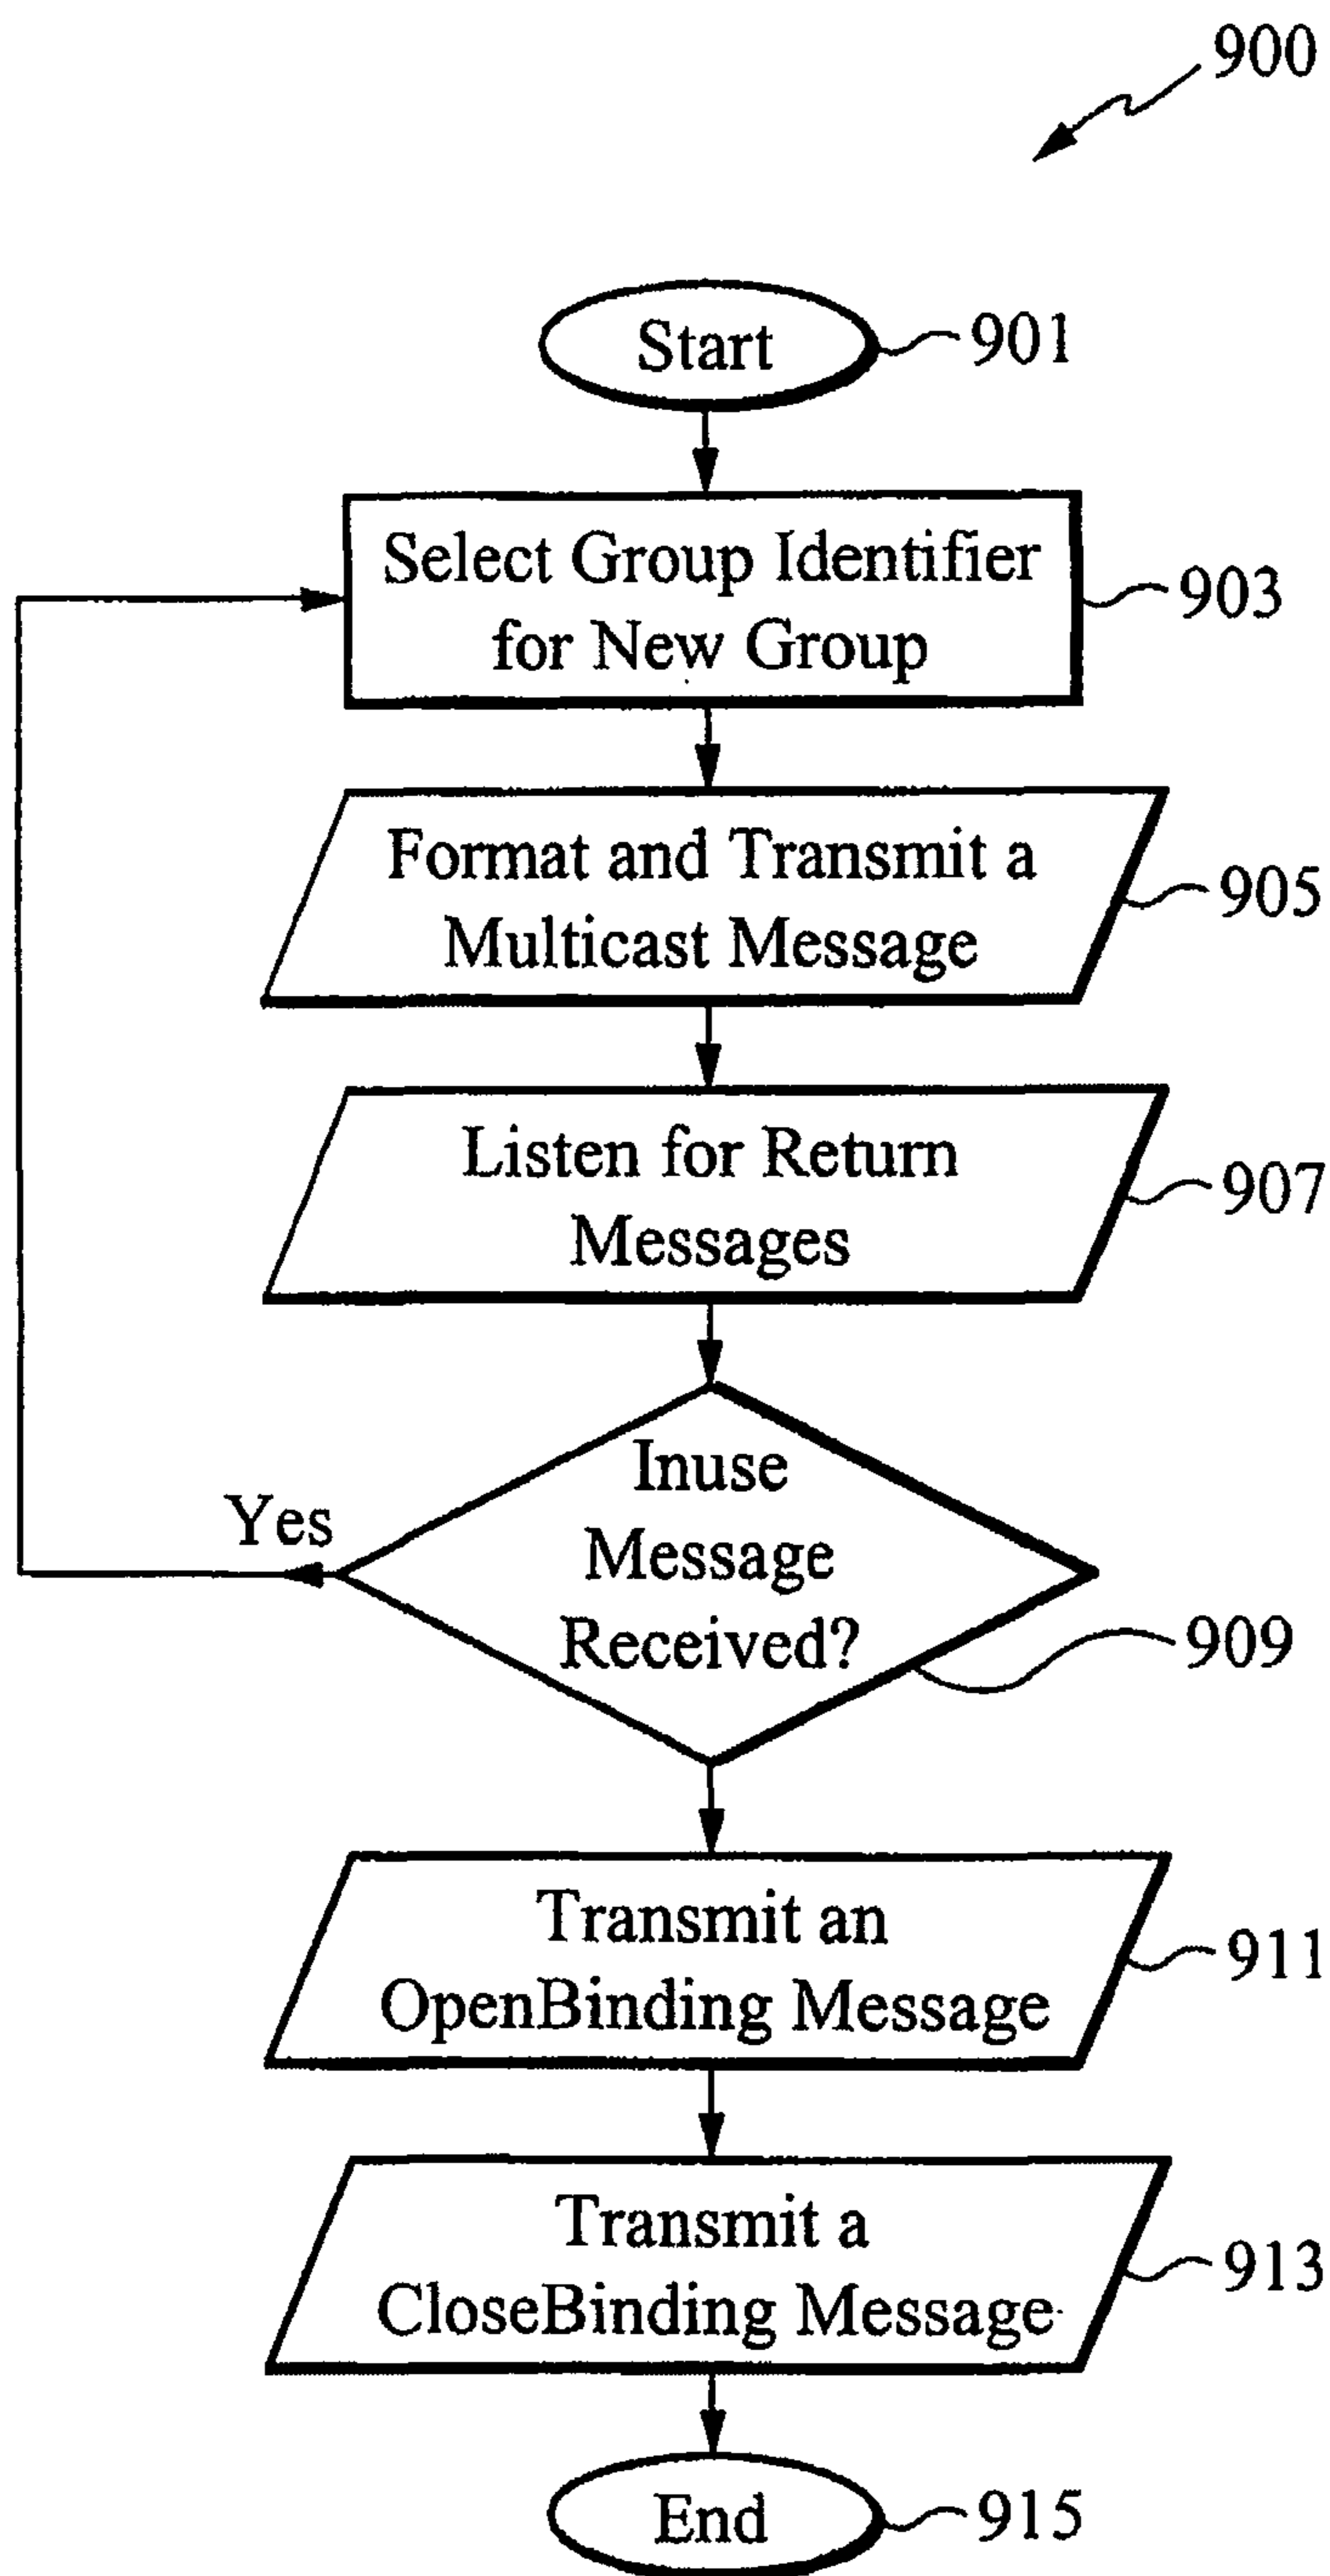 900
Start
901
Select Group Identifier
for New Group
903
Format and Transmit a
Multicast Message
905
Listen for Return
Messages
907
Inuse
Message
Received?
Yes
909
Transmit an
OpenBinding Message
911
Transmit a
CloseBinding Message
913
End
915